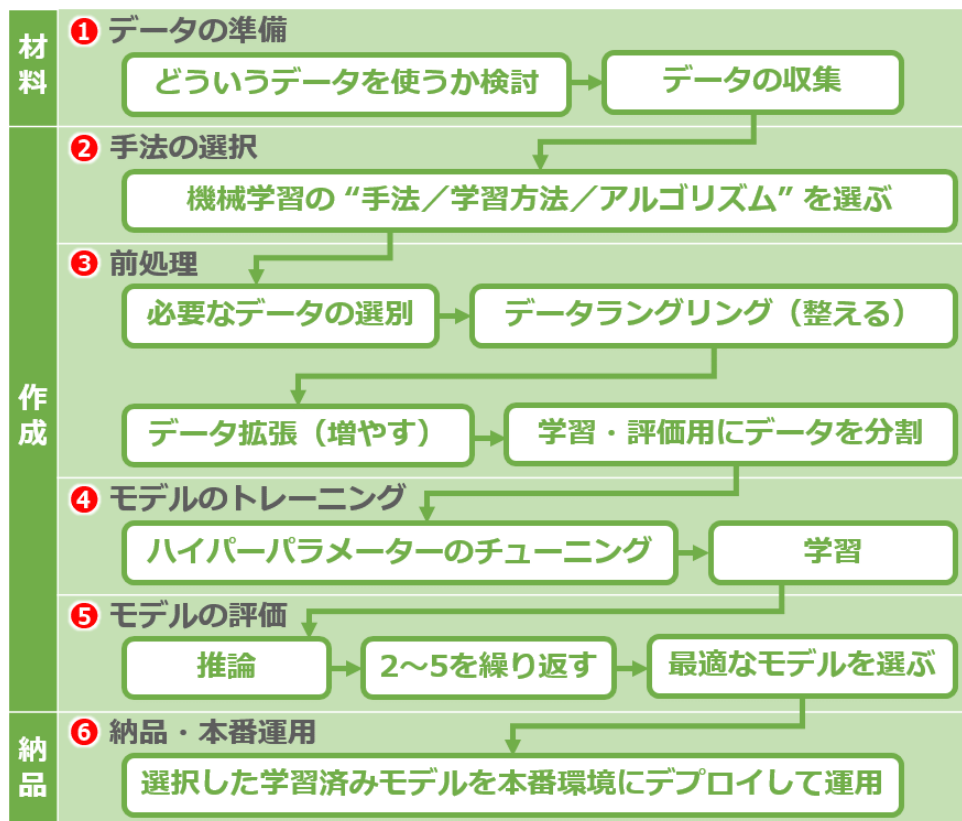 材料
❶ データの準備
どういうデータを使うか検討
データの収集
作成
❷ 手法の選択
機械学習の “手法／学習方法／アルゴリズム” を選ぶ
❸ 前処理
必要なデータの選別
データラングリング（整える）
データ拡張（増やす）
学習・評価用にデータを分割
❹ モデルのトレーニング
ハイパーパラメーターのチューニング
学習
❺ モデルの評価
推論
2～5を繰り返す
最適なモデルを選ぶ
納品
❻ 納品・本番運用
選択した学習済みモデルを本番環境にデプロイして運用